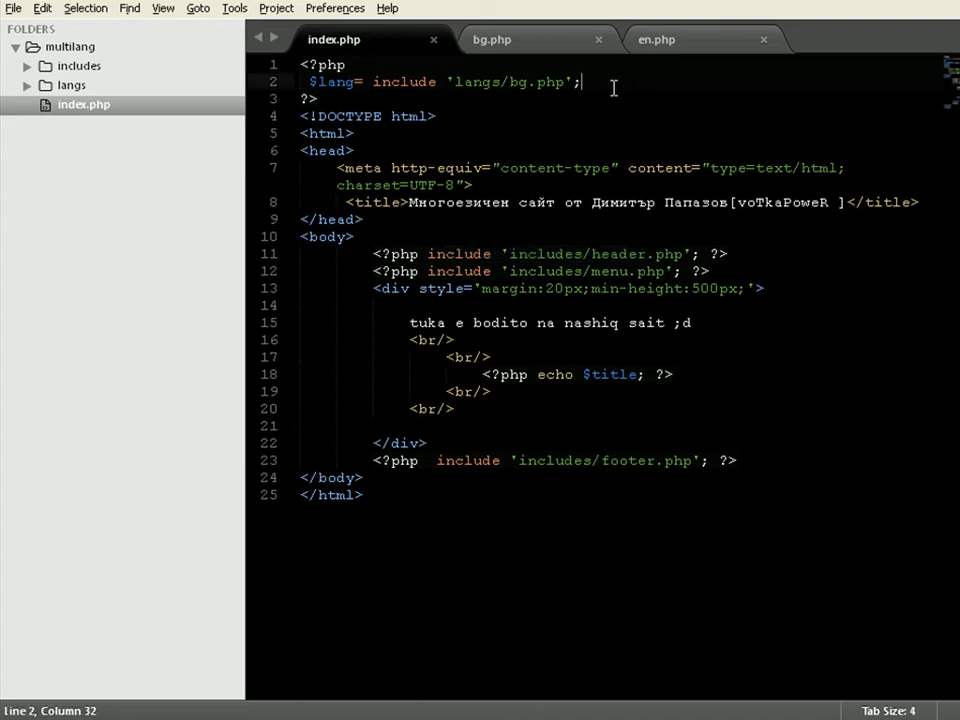 File Edit Selection Find View Goto Tools Project Preferences Help
FOLDERS
multilang
includes
langs
index.php
index.php × bg.php × en.php ×
1 <?php
2 $lang= include 'langs/bg.php';
3 ?>
4 <!DOCTYPE html>
5 <html>
6 <head>
7 <meta http-equiv="content-type" content="type=text/html;
charset=UTF-8">
8 <title>Многоезичен сайт от Димитър Папазов[voTkaPoweR ]</title>
9 </head>
10 <body>
11 <?php include 'includes/header.php'; ?>
12 <?php include 'includes/menu.php'; ?>
13 <div style='margin:20px;min-height:500px;'>
14
15 tuka e bodito na nashiq sait ;d
16 <br/>
17 <br/>
18 <?php echo $title; ?>
19 <br/>
20 <br/>
21
22 </div>
23 <?php  include 'includes/footer.php'; ?>
24 </body>
25 </html>
Line 2, Column 32 Tab Size: 4